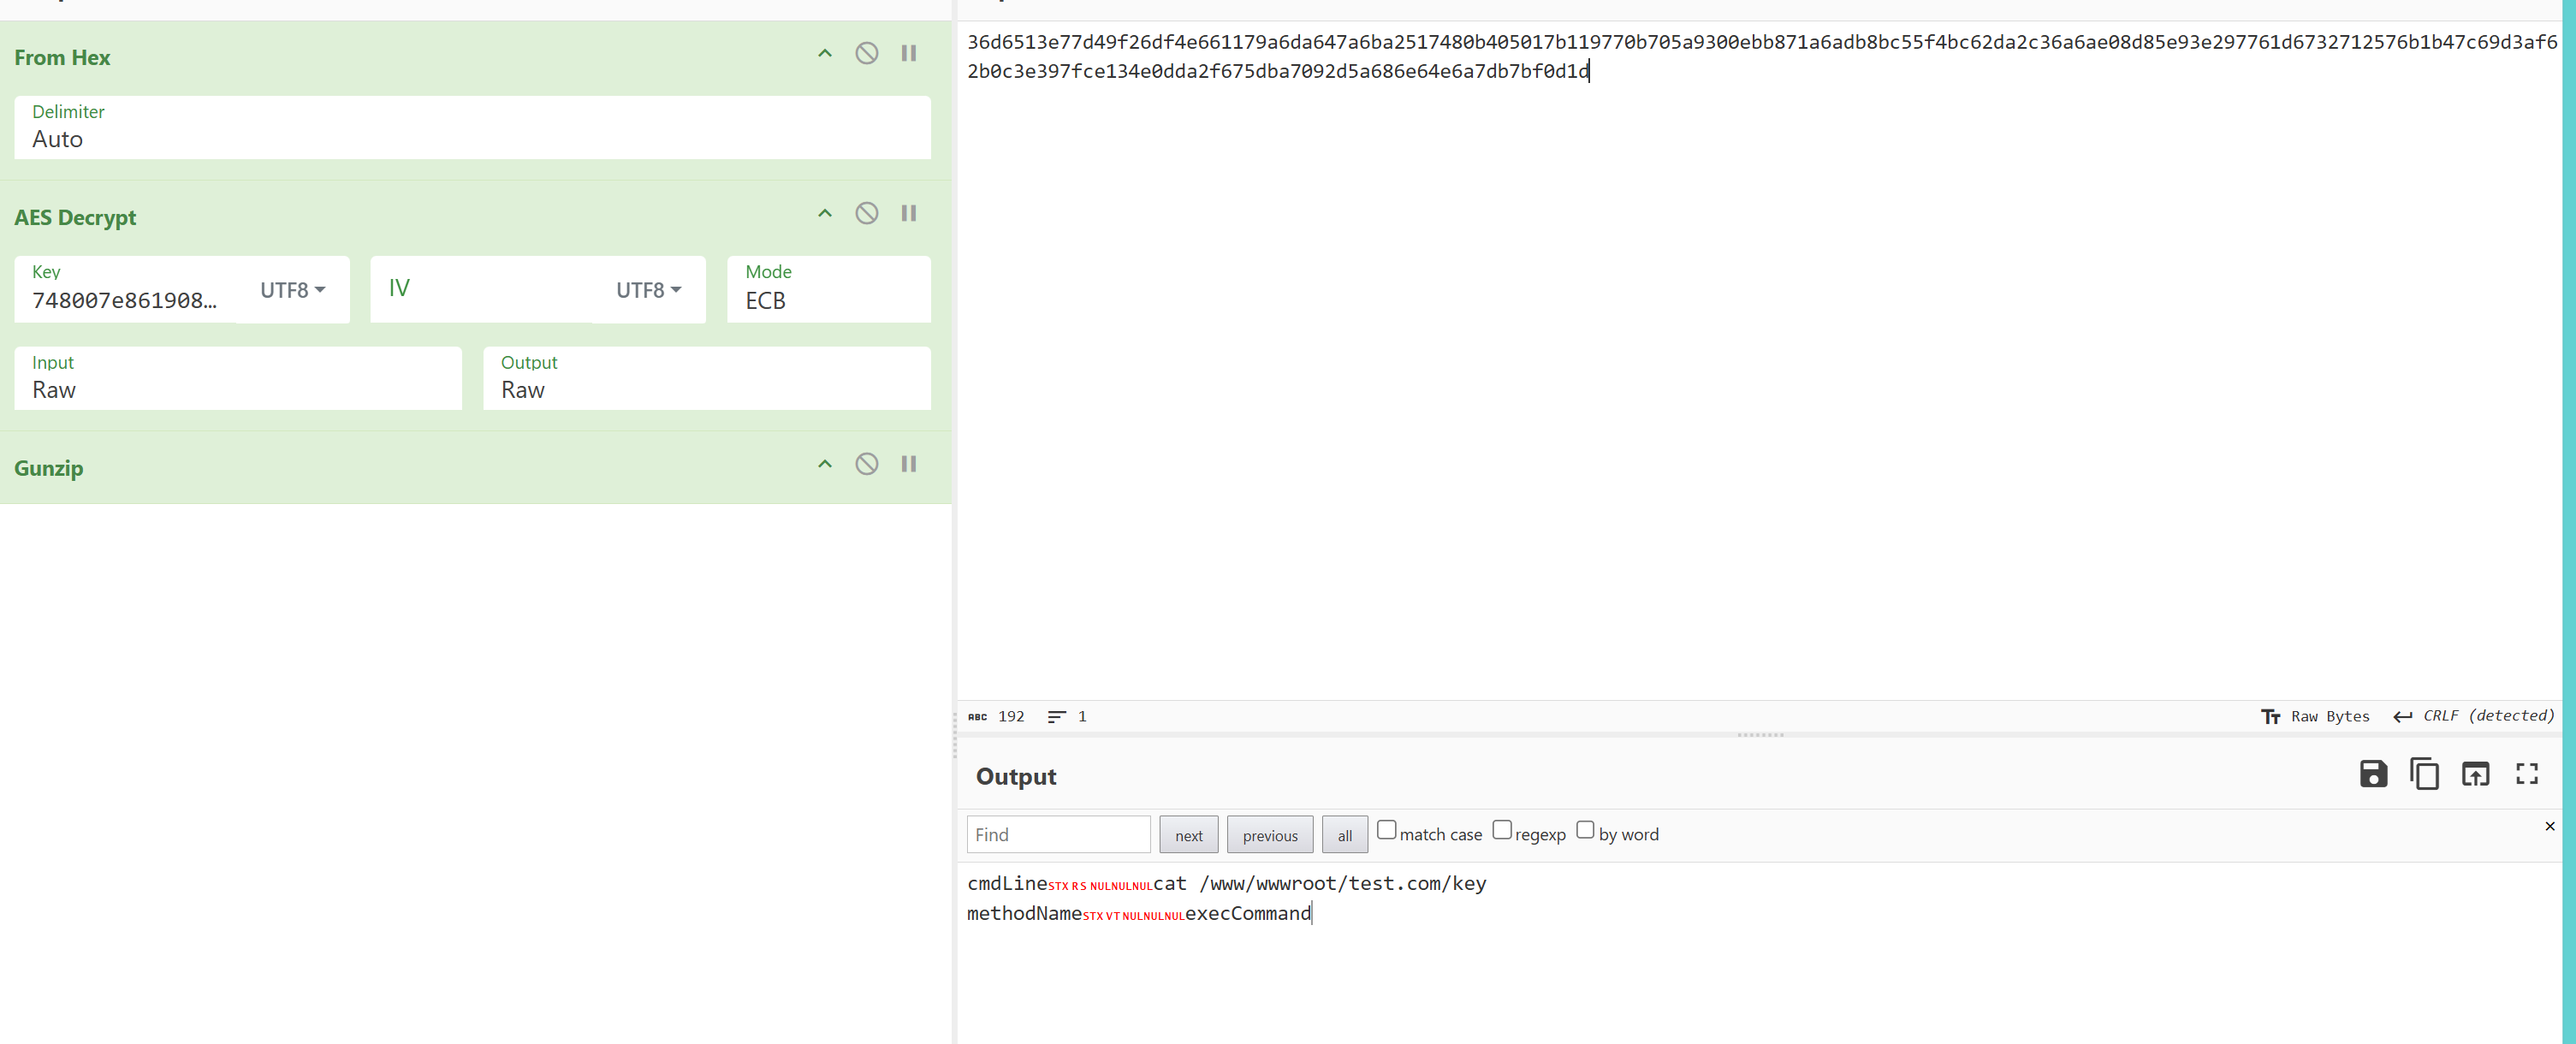 From Hex
Delimiter
Auto
AES Decrypt
Key
748007e861908...
UTF8
IV
UTF8
Mode
ECB
Input
Raw
Output
Raw
Gunzip
36d6513e77d49f26df4e661179a6da647a6ba2517480b405017b119770b705a9300ebb871a6adb8bc55f4bc62da2c36a6ae08d85e93e297761d6732712576b1b47c69d3af6
2b0c3e397fce134e0dda2f675dba7092d5a686e64e6a7db7bf0d1d
ABC 192 1
Raw Bytes CRLF (detected)
Output
Find next previous all match case regexp by word ×
cmdLineSTX RS NULNULNULcat /www/wwwroot/test.com/key
methodNameSTX VT NULNULNULexecCommand